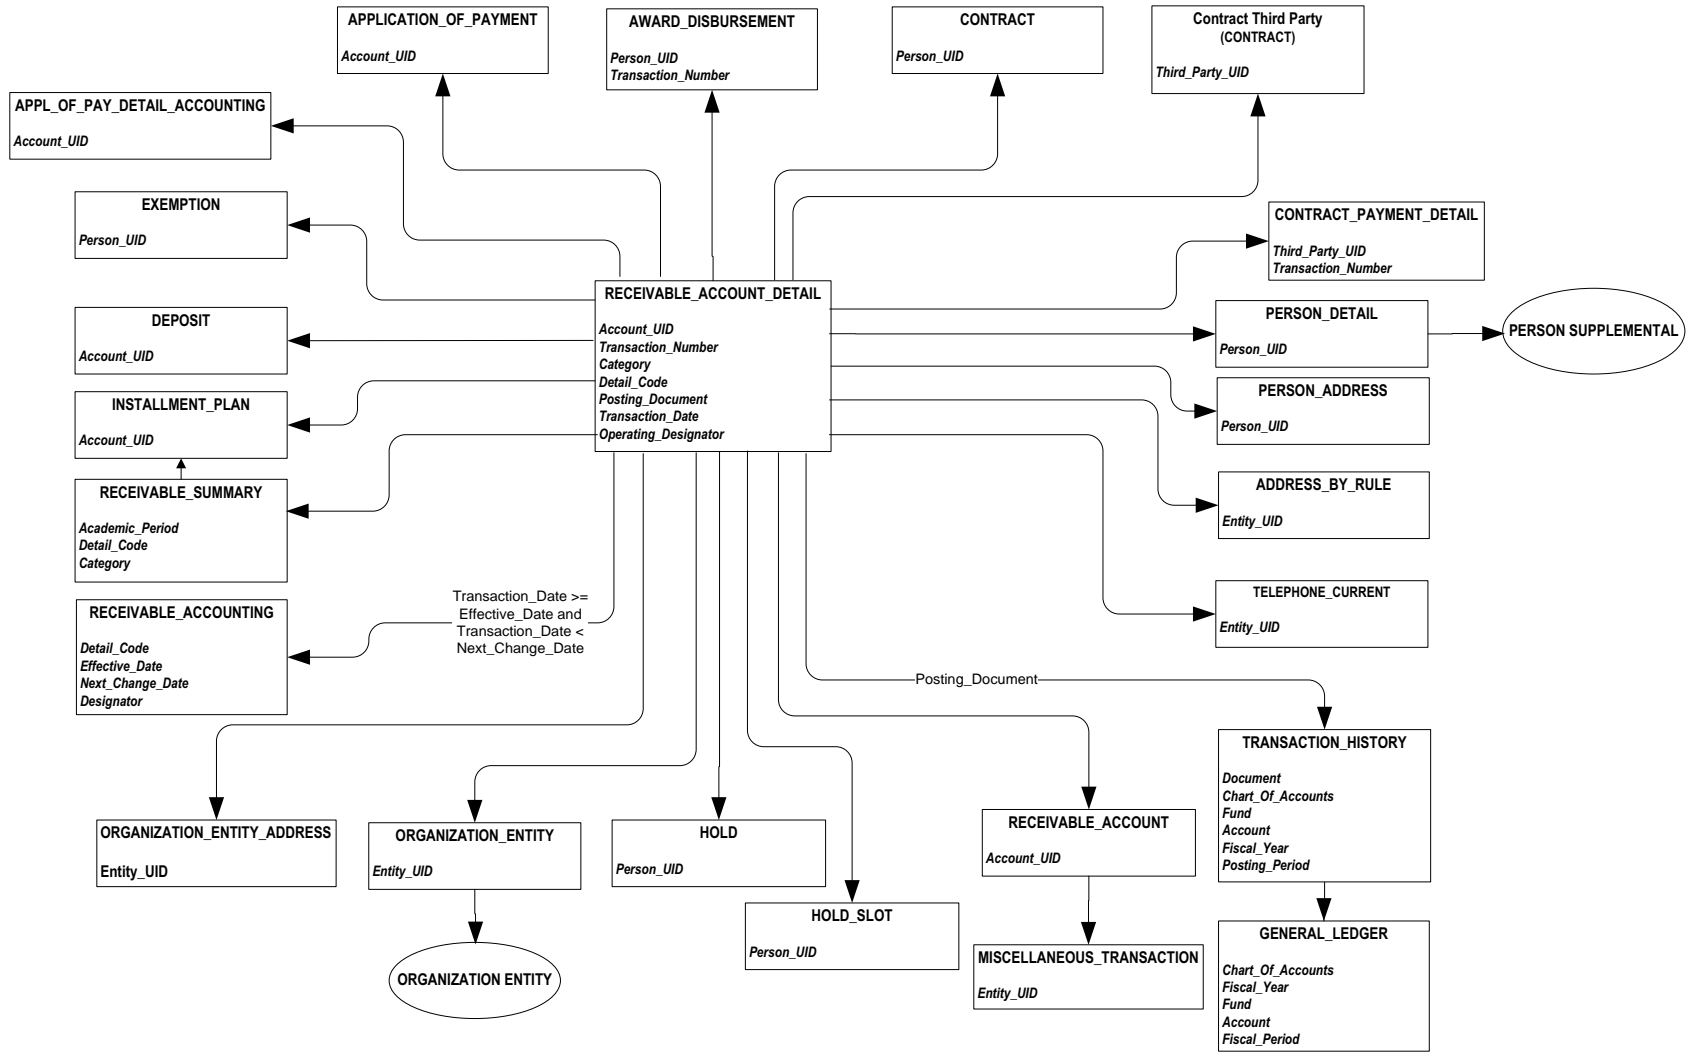 APPLICATION_OF_PAYMENT
Account_UID
AWARD_DISBURSEMENT
Person_UID
Transaction_Number
CONTRACT
Person_UID
Contract Third Party
(CONTRACT)
Third_Party_UID
APPL_OF_PAY_DETAIL_ACCOUNTING
Account_UID
EXEMPTION
Person_UID
CONTRACT_PAYMENT_DETAIL
Third_Party_UID
Transaction_Number
RECEIVABLE_ACCOUNT_DETAIL
Account_UID
Transaction_Number
Category
Detail_Code
Posting_Document
Transaction_Date
Operating_Designator
DEPOSIT
Account_UID
PERSON_DETAIL
Person_UID
PERSON SUPPLEMENTAL
INSTALLMENT_PLAN
Account_UID
PERSON_ADDRESS
Person_UID
RECEIVABLE_SUMMARY
Academic_Period
Detail_Code
Category
ADDRESS_BY_RULE
Entity_UID
RECEIVABLE_ACCOUNTING
Detail_Code
Effective_Date
Next_Change_Date
Designator
Transaction_Date >=
Effective_Date and
Transaction_Date <
Next_Change_Date
TELEPHONE_CURRENT
Entity_UID
Posting_Document
TRANSACTION_HISTORY
Document
Chart_Of_Accounts
Fund
Account
Fiscal_Year
Posting_Period
ORGANIZATION_ENTITY_ADDRESS
Entity_UID
ORGANIZATION_ENTITY
Entity_UID
HOLD
Person_UID
RECEIVABLE_ACCOUNT
Account_UID
HOLD_SLOT
Person_UID
ORGANIZATION ENTITY
MISCELLANEOUS_TRANSACTION
Entity_UID
GENERAL_LEDGER
Chart_Of_Accounts
Fiscal_Year
Fund
Account
Fiscal_Period